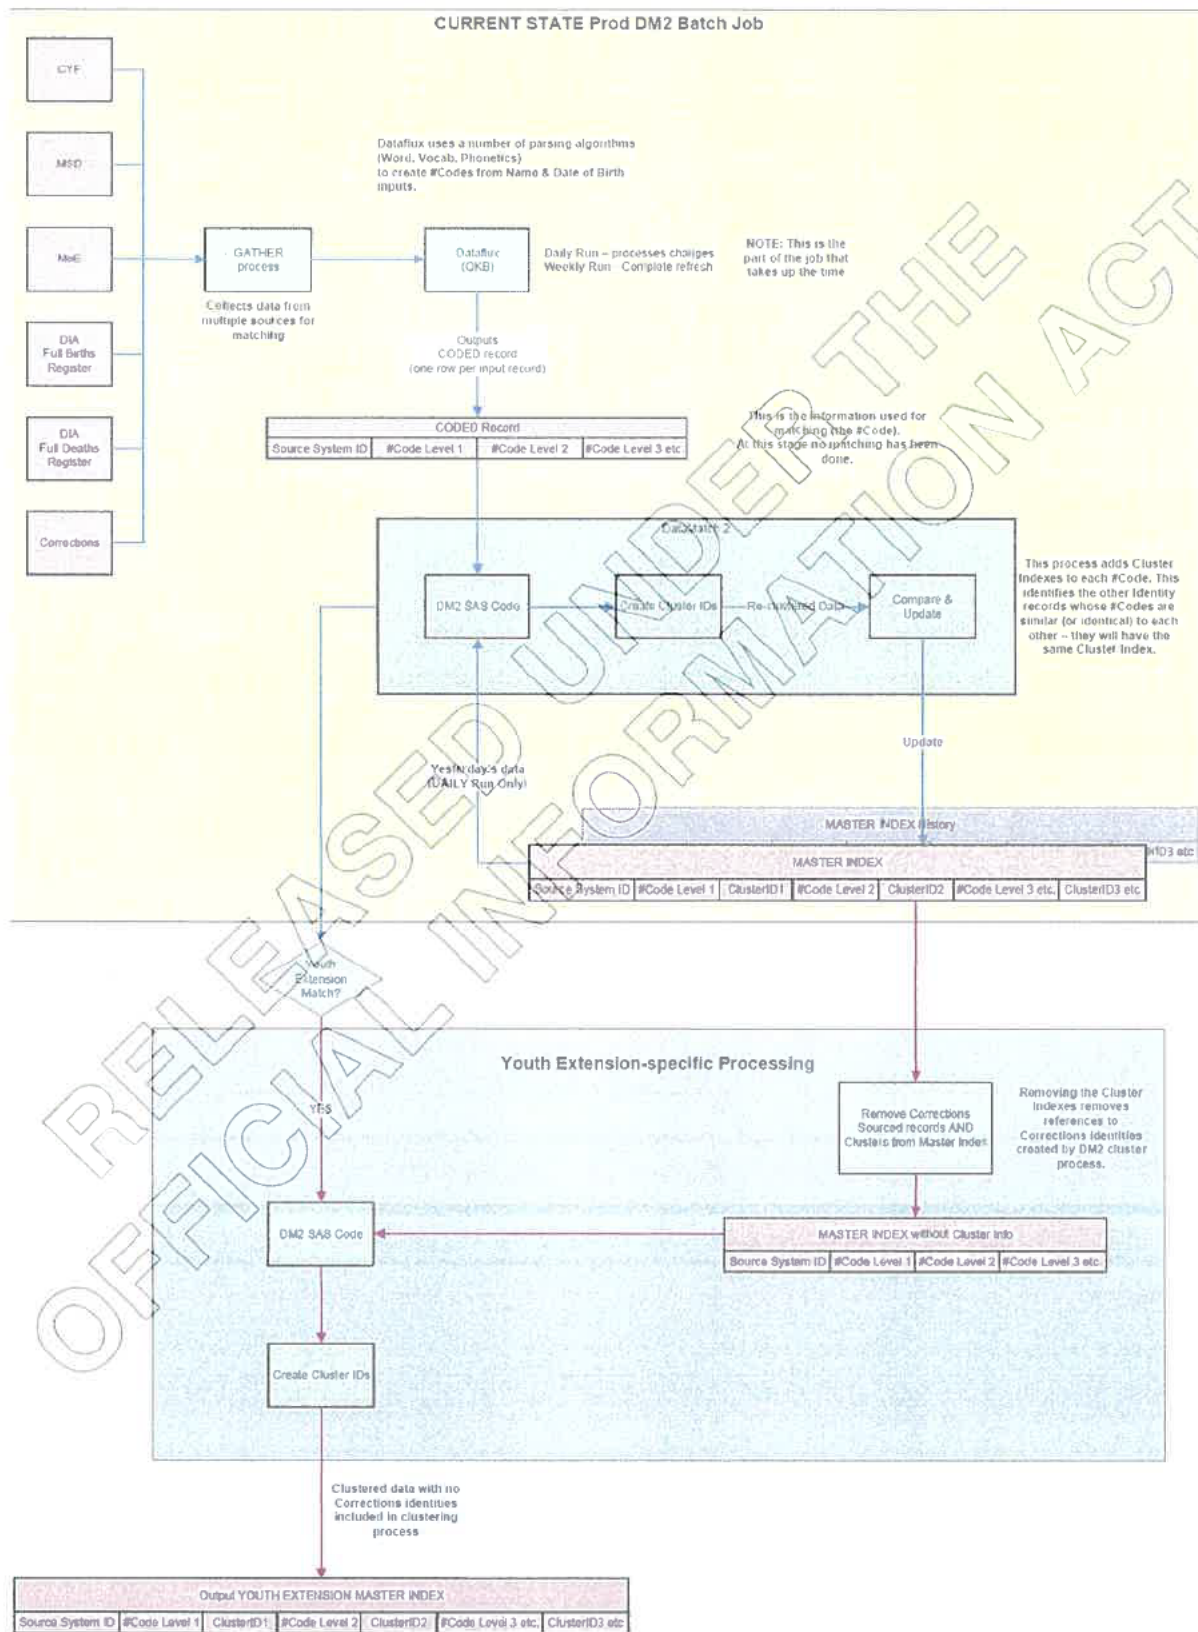 CURRENT STATE Prod DM2 Batch Job
CYF
MSD
MoE
DIA
Full Births
Register
DIA
Full Deaths
Register
Corrections
Dataflux uses a number of parsing algorithms
(Word, Vocab, Phonetics)
to create #Codes from Name & Date of Birth
inputs.
GATHER
process
Collects data from
multiple sources for
matching
Dataflux
(QKB)
Daily Run – processes changes
Weekly Run - Complete refresh
NOTE: This is the
part of the job that
takes up the time
Outputs
CODED record
(one row per input record)
CODED Record
Source System ID #Code Level 1 #Code Level 2 #Code Level 3 etc.
This is the information used for
matching (the #Code).
At this stage no matching has been
done.
DataMatch 2
DM2 SAS Code
Create Cluster IDs
Re-clustered Data
Compare &
Update
This process adds Cluster
Indexes to each #Code. This
identifies the other Identity
records whose #Codes are
similar (or identical) to each
other – they will have the
same Cluster Index.
Yesterday's data
(DAILY Run Only)
Update
MASTER INDEX History
MASTER INDEX
Source System ID #Code Level 1 ClusterID1 #Code Level 2 ClusterID2 #Code Level 3 etc. ClusterID3 etc
ID3 etc
Youth
Extension
Match?
YES
Youth Extension-specific Processing
Remove Corrections
Sourced records AND
Clusters from Master Index
Removing the Cluster
Indexes removes
references to
Corrections identities
created by DM2 cluster
process.
DM2 SAS Code
MASTER INDEX without Cluster Info
Source System ID #Code Level 1 #Code Level 2 #Code Level 3 etc.
Create Cluster IDs
Clustered data with no
Corrections identities
included in clustering
process
Output YOUTH EXTENSION MASTER INDEX
Source System ID #Code Level 1 ClusterID1 #Code Level 2 ClusterID2 #Code Level 3 etc. ClusterID3 etc
RELEASED UNDER THE
OFFICIAL INFORMATION ACT